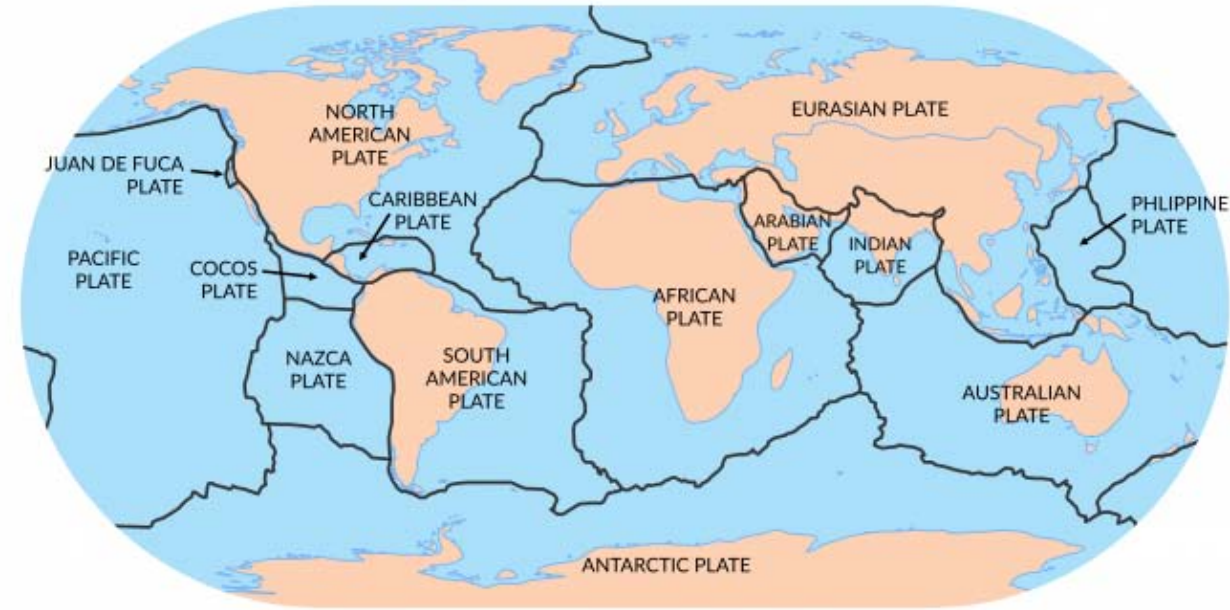 NORTH
AMERICAN
PLATE
EURASIAN PLATE
JUAN DE FUCA
PLATE
CARIBBEAN
PLATE
ARABIAN
PLATE
PHLIPPINE
PLATE
INDIAN
PLATE
PACIFIC
PLATE
COCOS
PLATE
AFRICAN
PLATE
NAZCA
PLATE
SOUTH
AMERICAN
PLATE
AUSTRALIAN
PLATE
ANTARCTIC PLATE